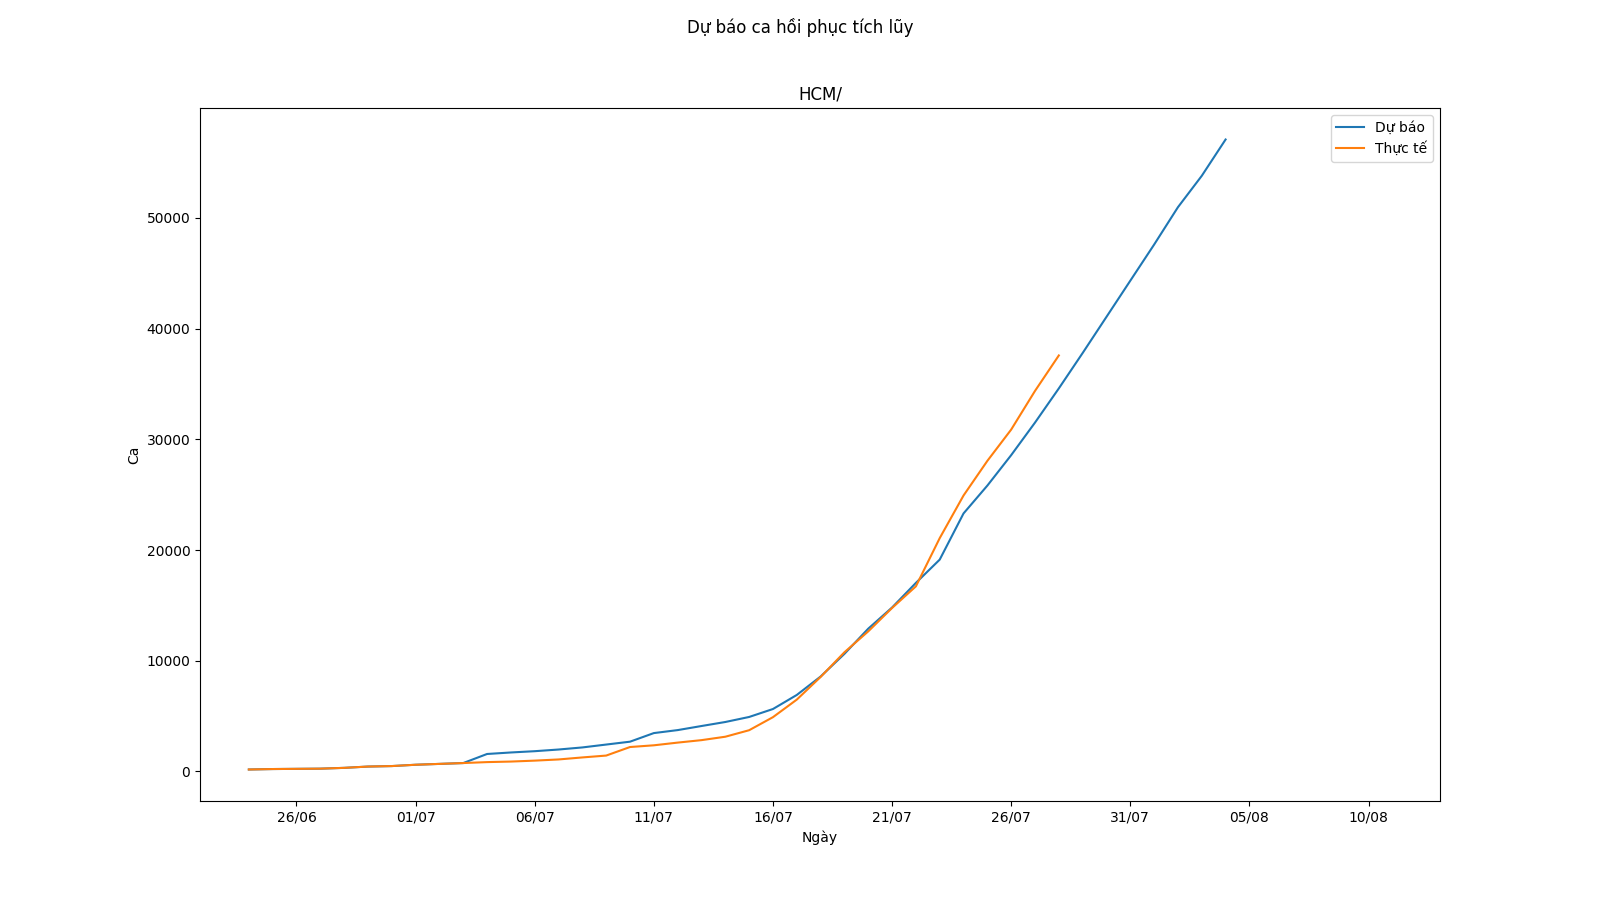 Dự báo ca hồi phục tích lũy
HCM/
Dự báo
Thực tế
50000
40000
30000
20000
10000
0
Ca
26/06
01/07
06/07
11/07
16/07
21/07
26/07
31/07
05/08
10/08
Ngày